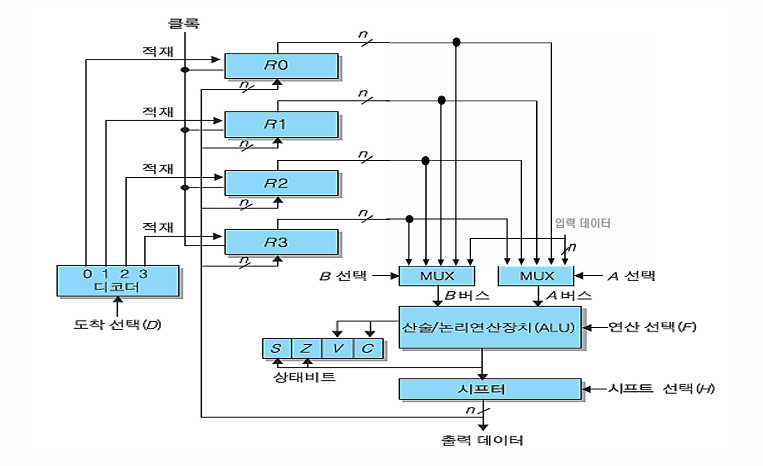 클록
적재
n
R0
n
적재
n
R1
n
적재
n
R2
n
적재
n
R3
n
입력 데이터
n
0 1 2 3
디코더
도착 선택(D)
B 선택
MUX
MUX
A 선택
B버스
A버스
산술/논리연산장치(ALU)
연산 선택(F)
S Z V C
상태비트
시프터
시프트 선택(H)
n
출력 데이터